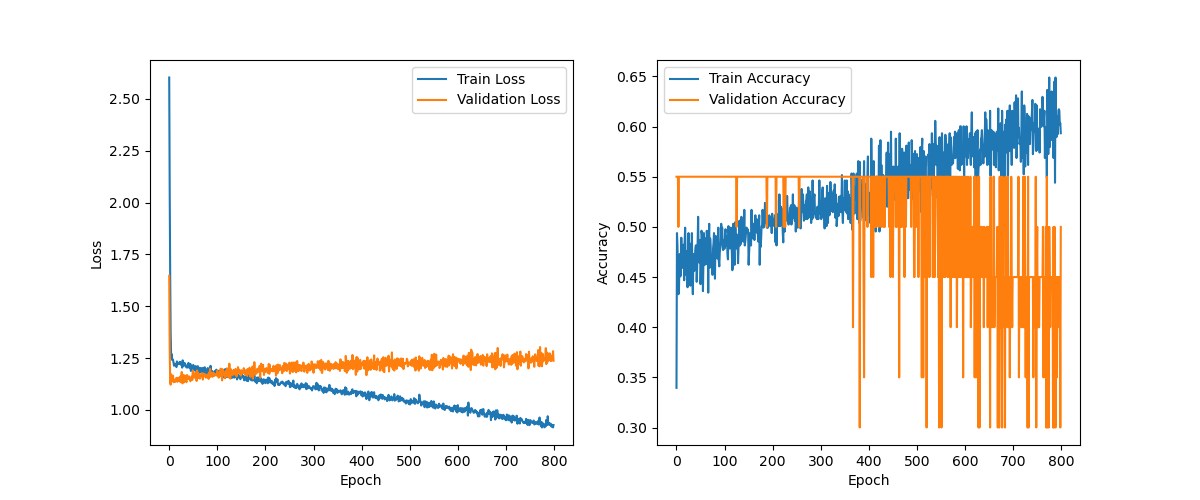 Train Loss
Validation Loss
2.50
2.25
2.00
1.75
1.50
1.25
1.00
Loss
0 100 200 300 400 500 600 700 800
Epoch
Train Accuracy
Validation Accuracy
0.65
0.60
0.55
0.50
0.45
0.40
0.35
0.30
Accuracy
0 100 200 300 400 500 600 700 800
Epoch